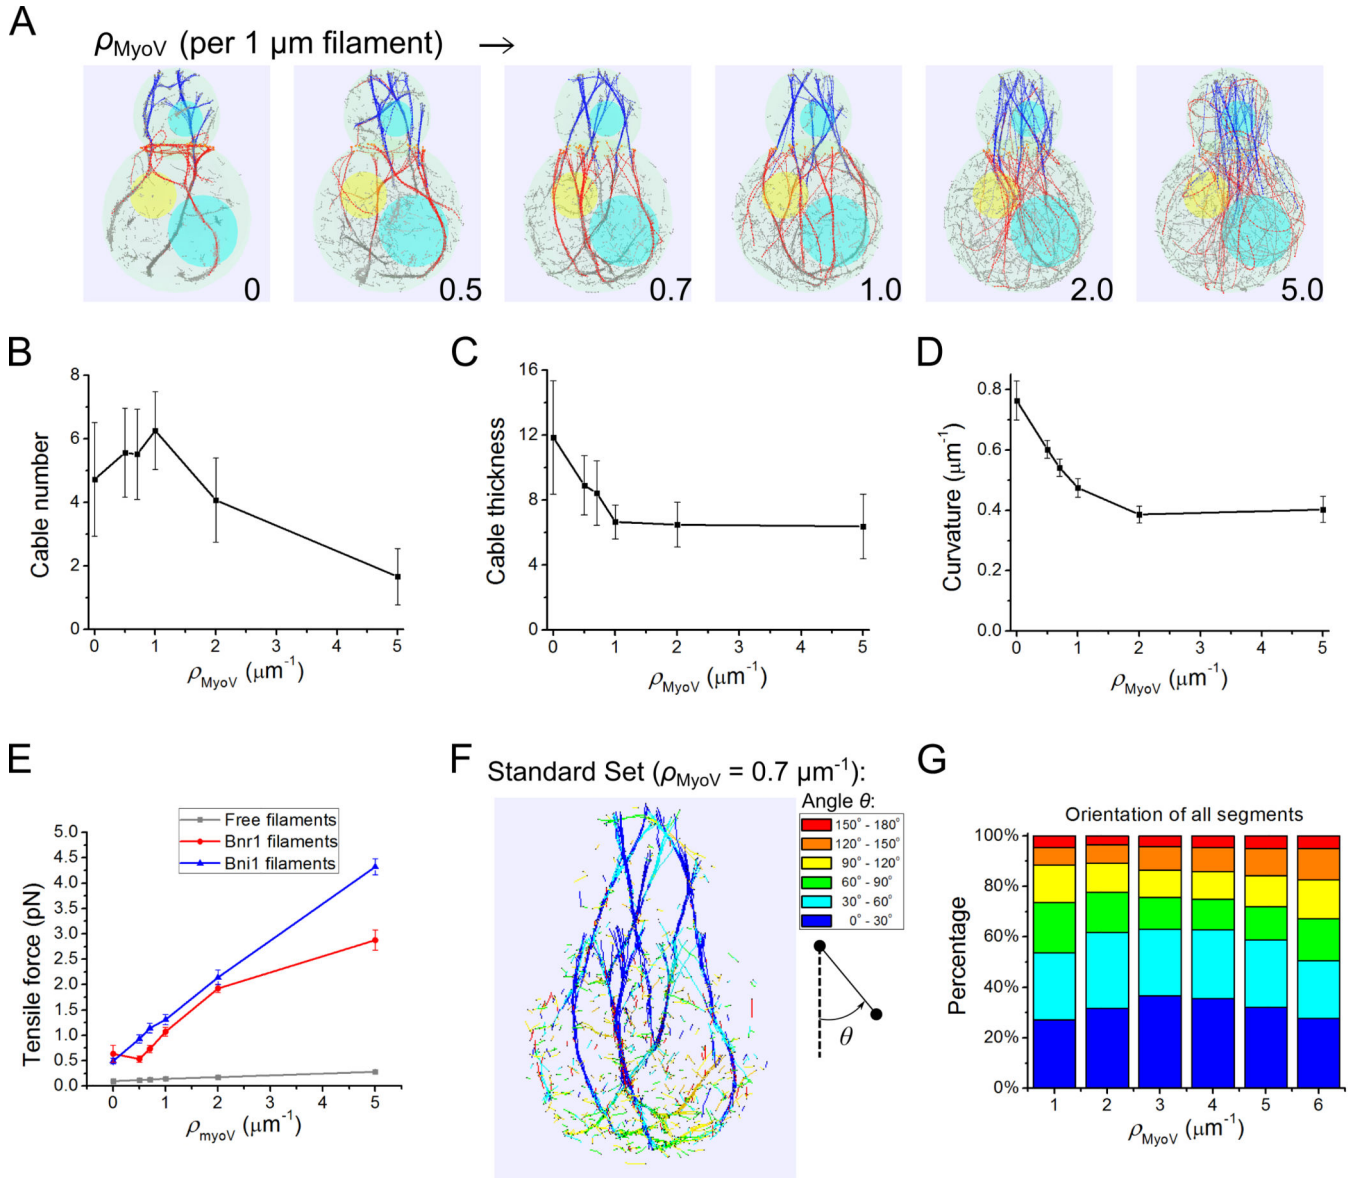 A
ρMyoV (per 1 μm filament) →
0
0.5
0.7
1.0
2.0
5.0
B
Cable number
8
6
4
2
0
0 1 2 3 4 5
ρMyoV (μm⁻¹)
C
Cable thickness
16
12
8
4
0
0 1 2 3 4 5
ρMyoV (μm⁻¹)
D
Curvature (μm⁻¹)
0.8
0.6
0.4
0.2
0.0
0 1 2 3 4 5
ρMyoV (μm⁻¹)
E
Free filaments
Bnr1 filaments
Bni1 filaments
Tensile force (pN)
5.0
4.5
4.0
3.5
3.0
2.5
2.0
1.5
1.0
0.5
0.0
0 1 2 3 4 5
ρmyoV (μm⁻¹)
F
Standard Set (ρMyoV = 0.7 μm⁻¹):
Angle θ:
150° - 180°
120° - 150°
90° - 120°
60° - 90°
30° - 60°
0° - 30°
θ
G
Orientation of all segments
Percentage
100%
80%
60%
40%
20%
0%
1 2 3 4 5 6
ρMyoV (μm⁻¹)